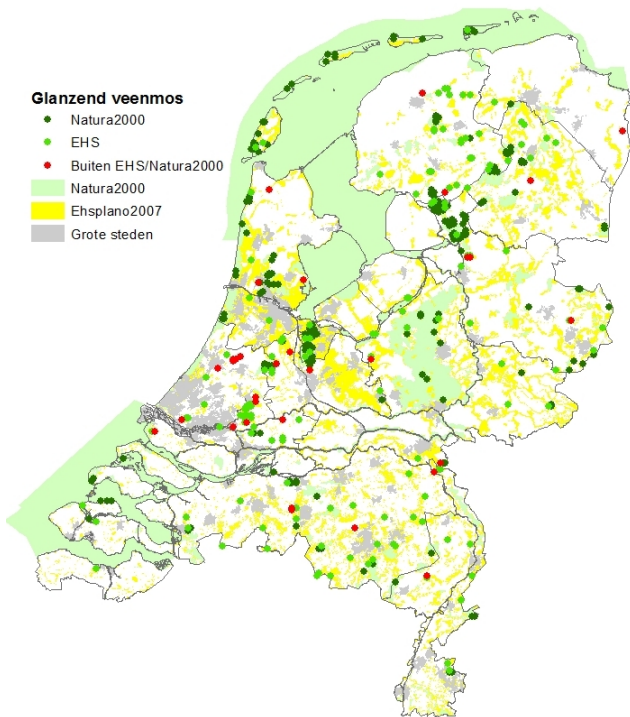 Glanzend veenmos
Natura2000
EHS
Buiten EHS/Natura2000
Natura2000
Ehsplano2007
Grote steden